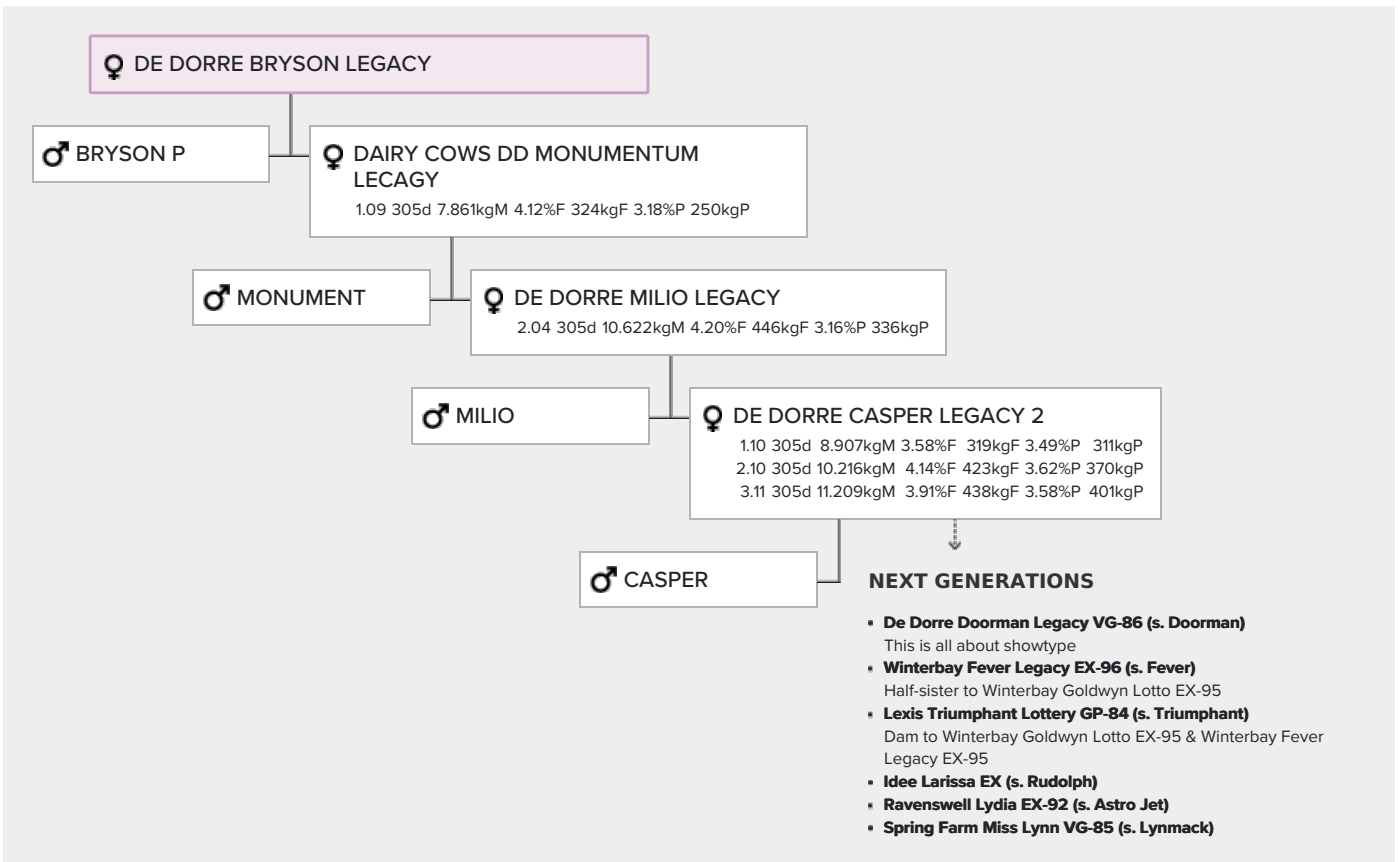 DE DORRE BRYSON LEGACY
BRYSON P
DAIRY COWS DD MONUMENTUM
LECAGY
1.09 305d 7.861kgM 4.12%F 324kgF 3.18%P 250kgP
MONUMENT
DE DORRE MILIO LEGACY
2.04 305d 10.622kgM 4.20%F 446kgF 3.16%P 336kgP
MILIO
DE DORRE CASPER LEGACY 2
1.10 305d 8.907kgM 3.58%F 319kgF 3.49%P 311kgP
2.10 305d 10.216kgM 4.14%F 423kgF 3.62%P 370kgP
3.11 305d 11.209kgM 3.91%F 438kgF 3.58%P 401kgP
CASPER
NEXT GENERATIONS
De Dorre Doorman Legacy VG-86 (s. Doorman)
This is all about showtype
Winterbay Fever Legacy EX-96 (s. Fever)
Half-sister to Winterbay Goldwyn Lotto EX-95
Lexis Triumphant Lottery GP-84 (s. Triumphant)
Dam to Winterbay Goldwyn Lotto EX-95 & Winterbay Fever
Legacy EX-95
Idee Larissa EX (s. Rudolph)
Ravenswell Lydia EX-92 (s. Astro Jet)
Spring Farm Miss Lynn VG-85 (s. Lynmack)